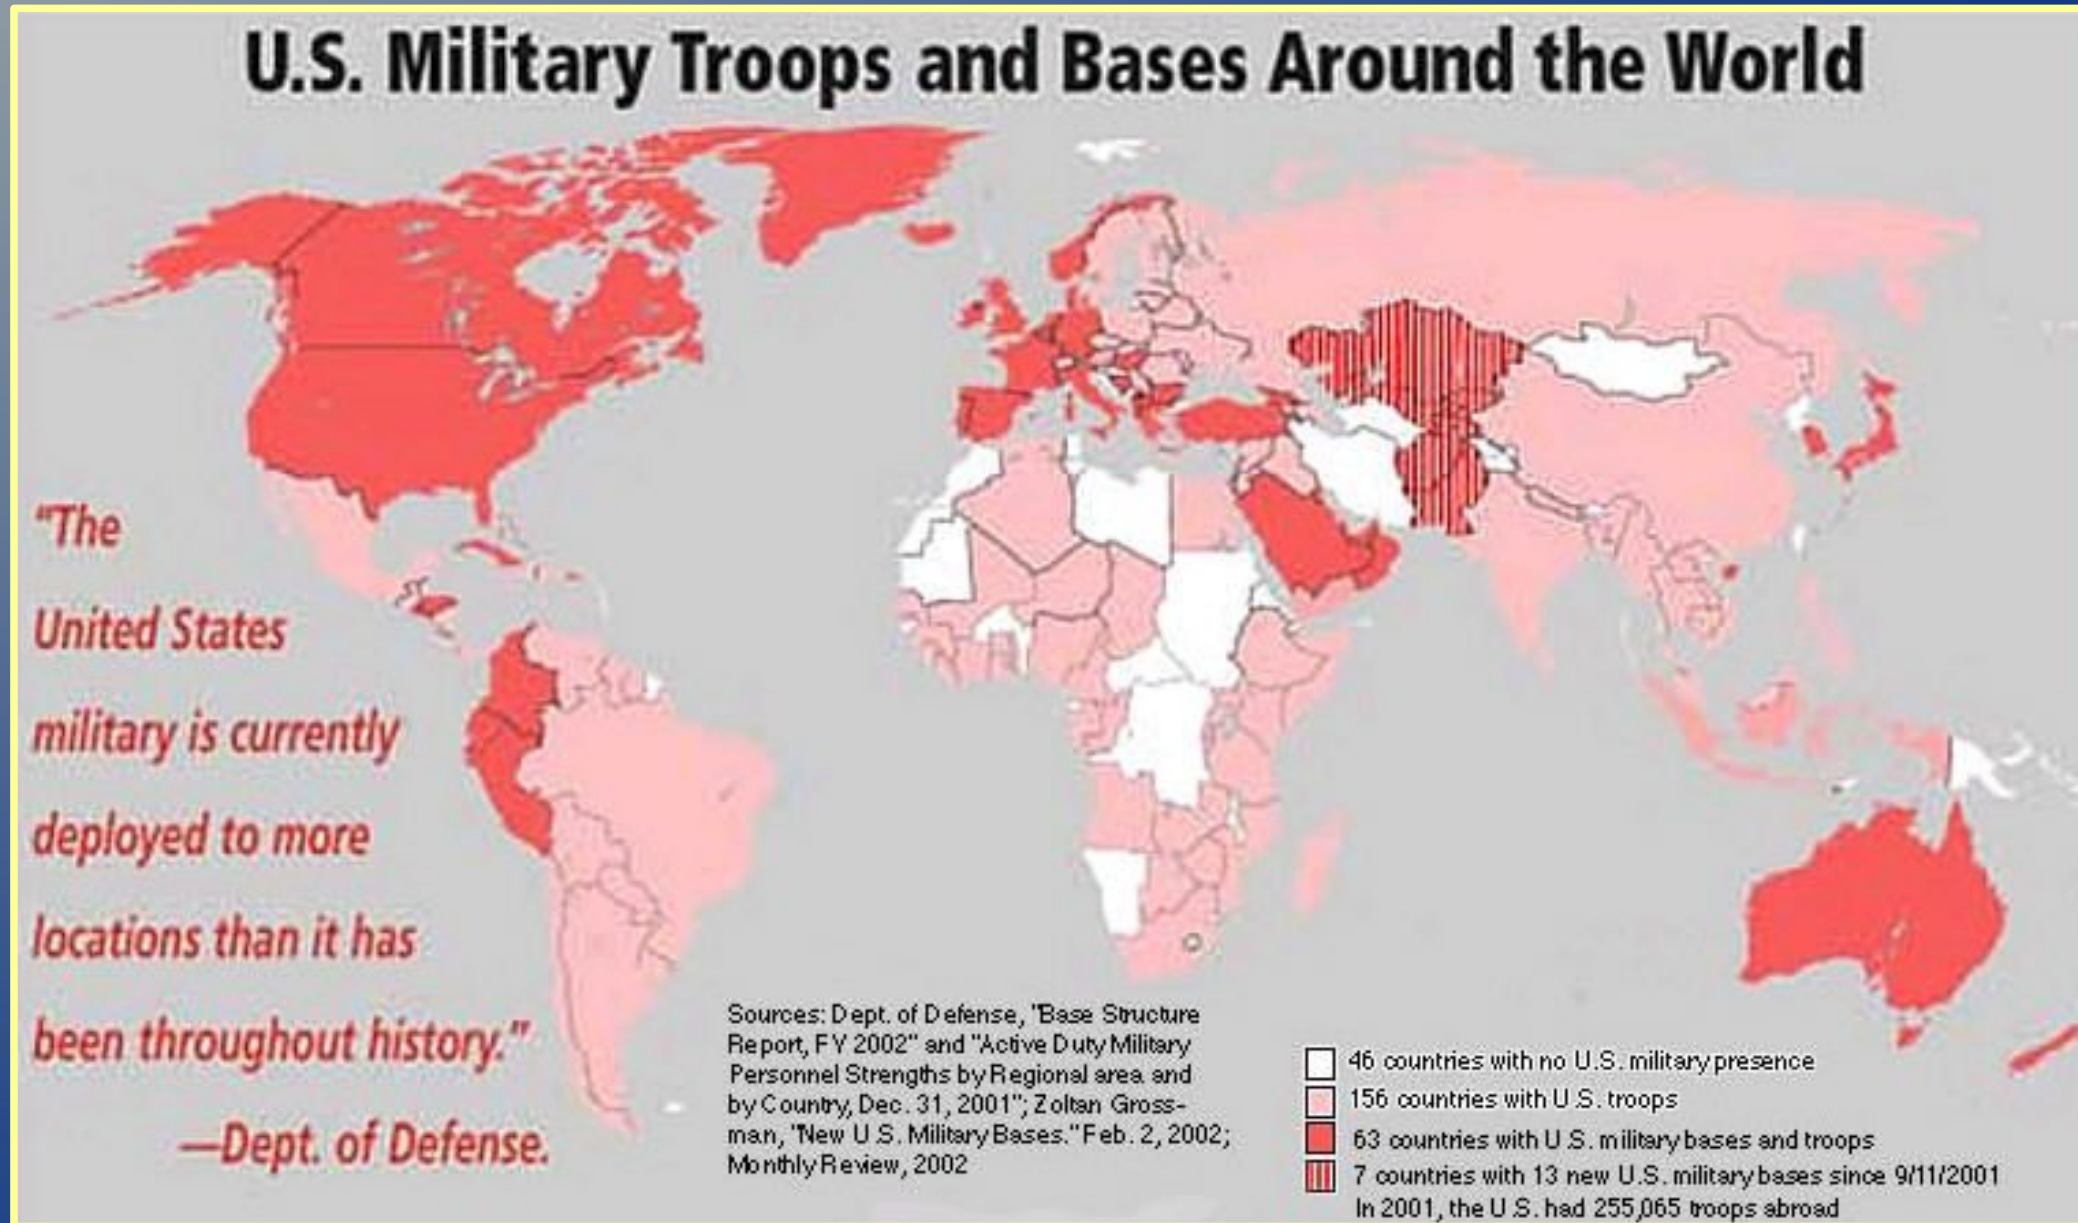 U.S. Military Troops and Bases Around the World
"The
United States
military is currently
deployed to more
locations than it has
been throughout history."
—Dept. of Defense.
Sources: Dept. of Defense, "Base Structure
Report, FY 2002" and "Active Duty Military
Personnel Strengths by Regional area and
by Country, Dec. 31, 2001"; Zoltan Gross-
man, "New U.S. Military Bases." Feb. 2, 2002;
Monthly Review, 2002
46 countries with no U.S. military presence
156 countries with U.S. troops
63 countries with U.S. military bases and troops
7 countries with 13 new U.S. military bases since 9/11/2001
In 2001, the U.S. had 255,065 troops abroad